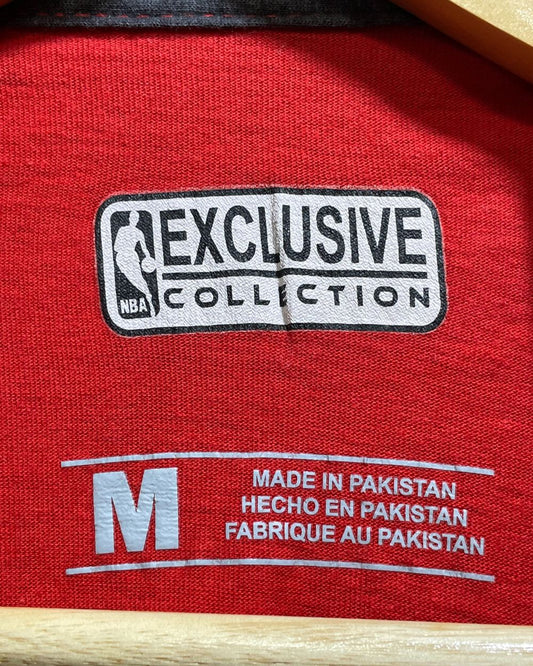 EXCLUSIVE
COLLECTION
NBA
M
MADE IN PAKISTAN
HECHO EN PAKISTAN
FABRIQUE AU PAKISTAN